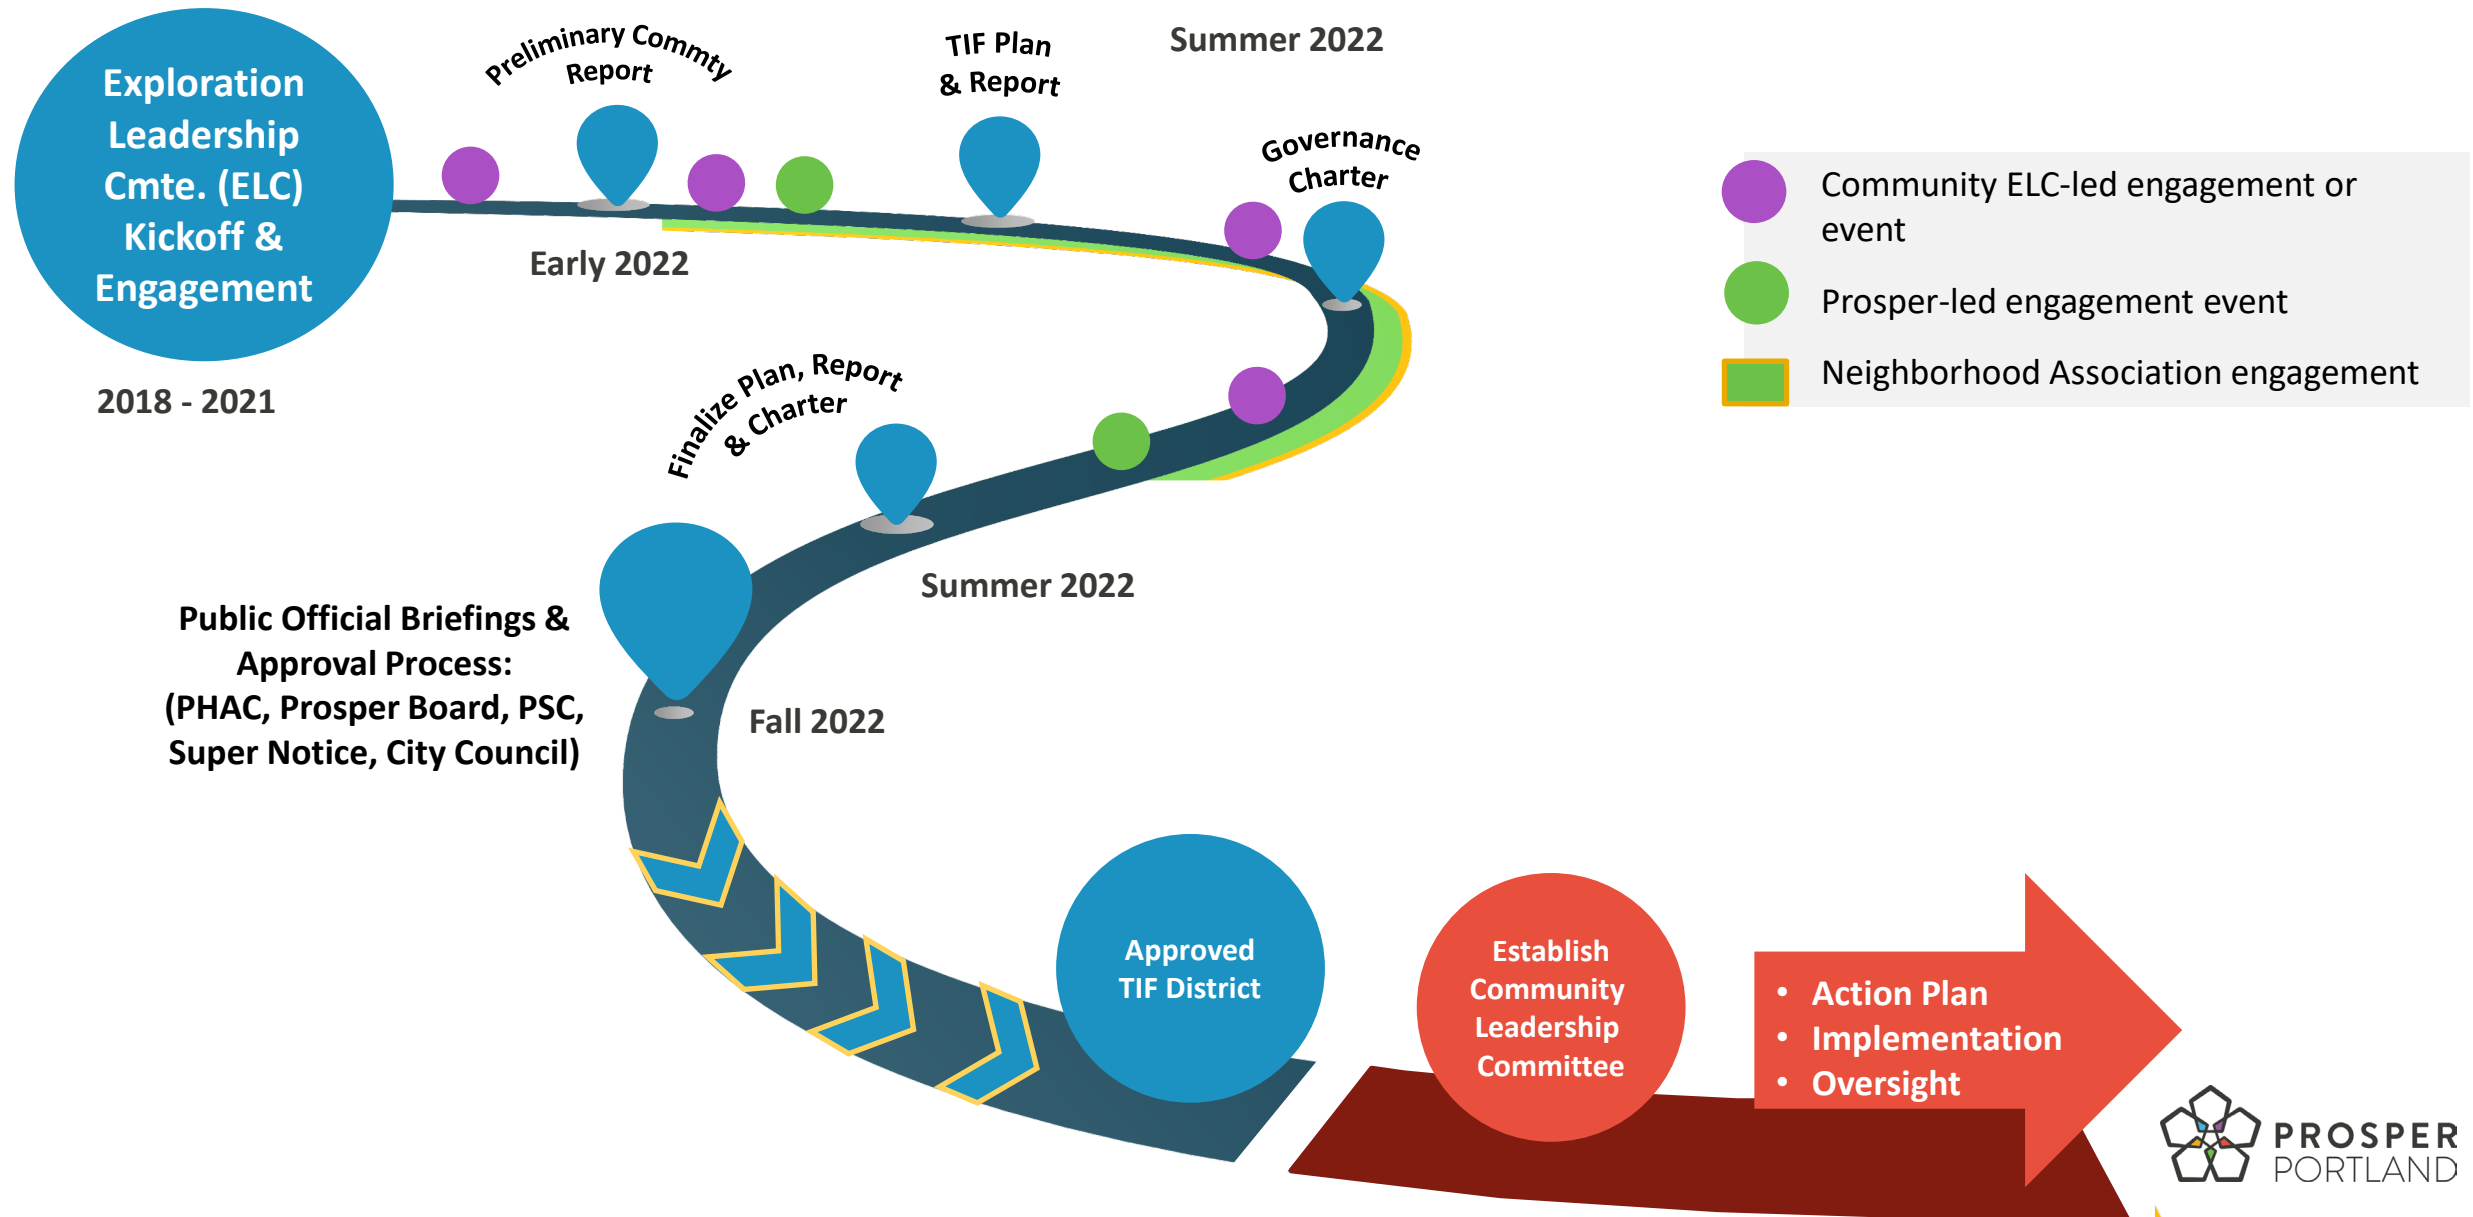 Exploration
Leadership
Cmte. (ELC)
Kickoff &
Engagement
2018 - 2021
Preliminary Commty
Report
Early 2022
TIF Plan
& Report
Summer 2022
Governance
Charter
Community ELC-led engagement or
event
Prosper-led engagement event
Neighborhood Association engagement
Finalize Plan, Report
& Charter
Summer 2022
Public Official Briefings &
Approval Process:
(PHAC, Prosper Board, PSC,
Super Notice, City Council)
Fall 2022
Approved
TIF District
Establish
Community
Leadership
Committee
• Action Plan
• Implementation
• Oversight
PROSPER
PORTLAND